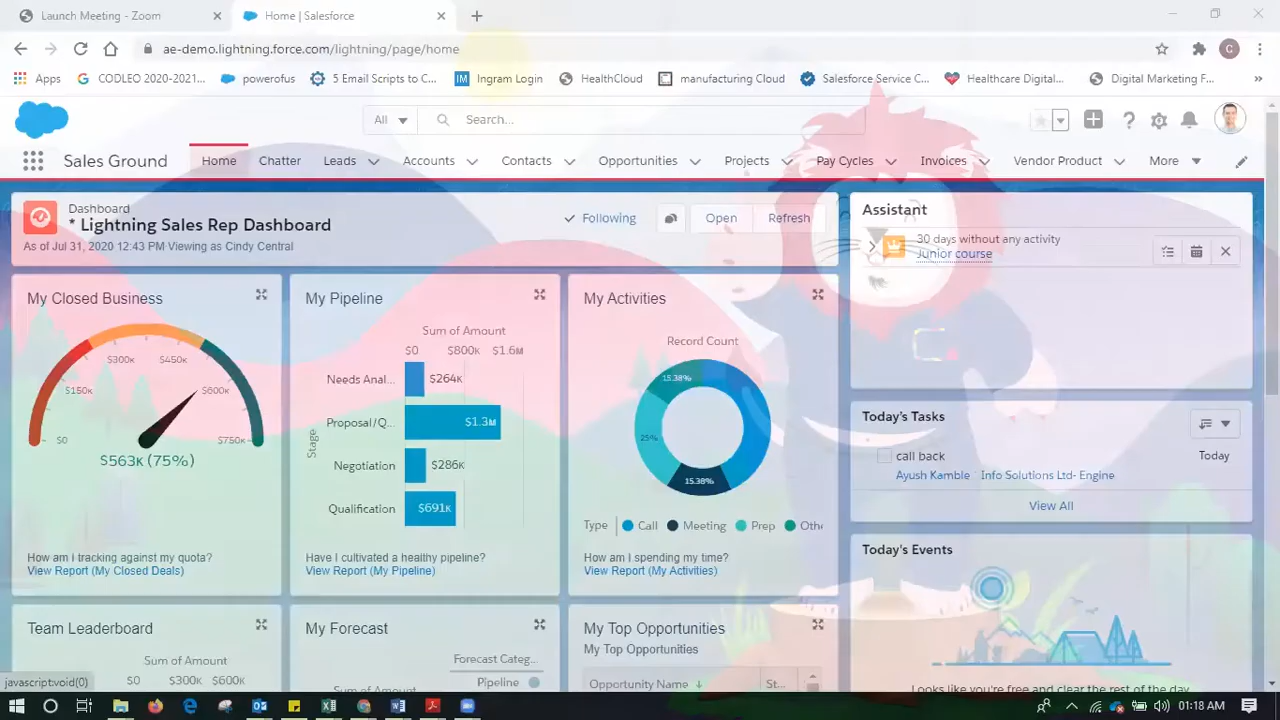 Launch Meeting - Zoom
Home | Salesforce
ae-demo.lightning.force.com/lightning/page/home
C
Apps
CODLEO 2020-2021...
powerofus
5 Email Scripts to C...
IM
Ingram Login
HealthCloud
manufacturing Cloud
Salesforce Service C...
Healthcare Digital...
Digital Marketing F...
»
All
Search...
Sales Ground
Home
Chatter
Leads
Accounts
Contacts
Opportunities
Projects
Pay Cycles
Invoices
Vendor Product
More
Dashboard
* Lightning Sales Rep Dashboard
As of Jul 31, 2020 12:43 PM Viewing as Cindy Central
Following
Open
Refresh
Assistant
30 days without any activity
Junior course
My Closed Business
$0
$150K
$300K
$450K
$600K
$750K
$563K (75%)
How am I tracking against my quota?
View Report (My Closed Deals)
My Pipeline
Sum of Amount
$0
$800K
$1.6M
Stage
Needs Anal...
$264K
Proposal/Q...
$1.3M
Negotiation
$286K
Qualification
$691K
Have I cultivated a healthy pipeline?
View Report (My Pipeline)
My Activities
Record Count
15.38%
25%
15.38%
Type
Call
Meeting
Prep
Othe
How am I spending my time?
View Report (My Activities)
Today's Tasks
call back
Today
Ayush Kamble
Info Solutions Ltd- Engine
View All
Today's Events
Looks like you're free and clear the rest of the day.
Team Leaderboard
Sum of Amount
$0
$300K
$600K
My Forecast
Forecast Categ...
Pipeline
Sum of Amount
My Top Opportunities
My Top Opportunities
Opportunity Name ↓
St...
javascript:void(0)
01:18 AM